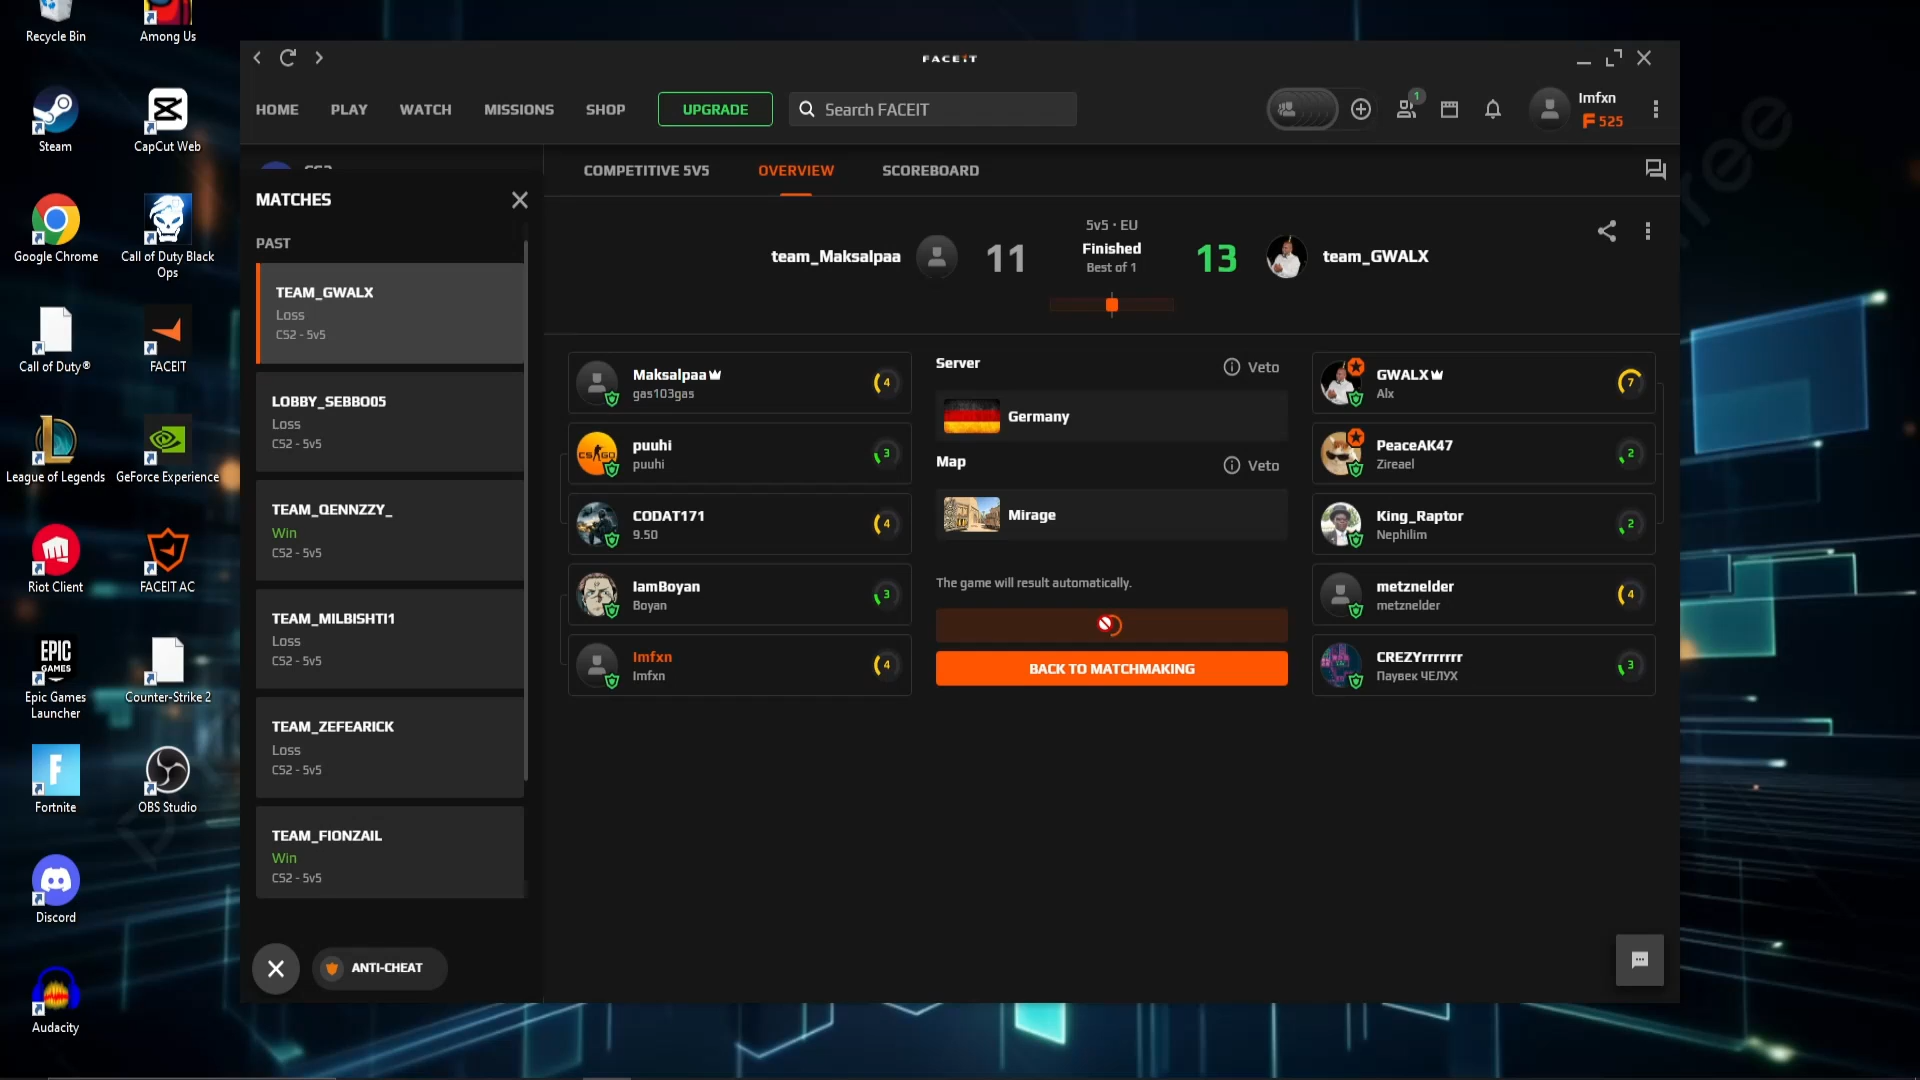 Recycle Bin
Among Us
Steam
CapCut Web
Google Chrome
Call of Duty Black
Ops
Call of Duty®
FACEIT
League of Legends
GeForce Experience
Riot Client
FACEIT AC
EPIC
GAMES
Epic Games
Launcher
Counter-Strike 2
Fortnite
OBS Studio
Discord
Audacity
FACEIT
HOME
PLAY
WATCH
MISSIONS
SHOP
UPGRADE
Search FACEIT
1
Imfxn
525
MATCHES
PAST
TEAM_GWALX
Loss
CS2 - 5v5
LOBBY_SEBBO05
Loss
CS2 - 5v5
TEAM_QENNZZY_
Win
CS2 - 5v5
TEAM_MILBISHTI1
Loss
CS2 - 5v5
TEAM_ZEFEARICK
Loss
CS2 - 5v5
TEAM_FIONZAIL
Win
CS2 - 5v5
ANTI-CHEAT
COMPETITIVE 5V5
OVERVIEW
SCOREBOARD
team_Maksalpaa
11
5v5 • EU
Finished
Best of 1
13
team_GWALX
Maksalpaa
gas103gas
4
puuhi
puuhi
3
CODAT171
9.50
4
IamBoyan
Boyan
3
Imfxn
Imfxn
4
Server
Veto
Germany
Map
Veto
Mirage
The game will result automatically.
BACK TO MATCHMAKING
GWALX
Alx
7
PeaceAK47
Zireael
2
King_Raptor
Nephilim
2
metznelder
metznelder
4
CREZYrrrrrrr
Паувек ЧЕЛУХ
3